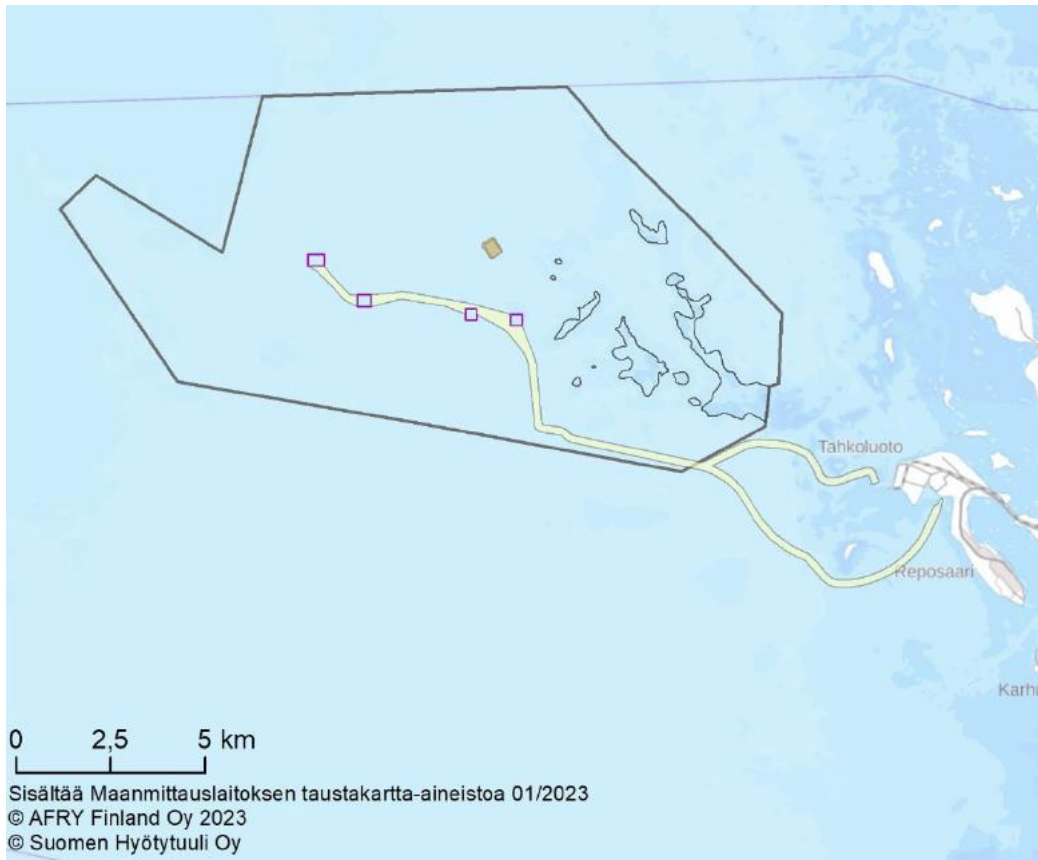 Tahkoluoto
Reposaari
Karh
0 2,5 5 km
Sisältää Maanmittauslaitoksen taustakartta-aineistoa 01/2023
© AFRY Finland Oy 2023
© Suomen Hyötytuuli Oy